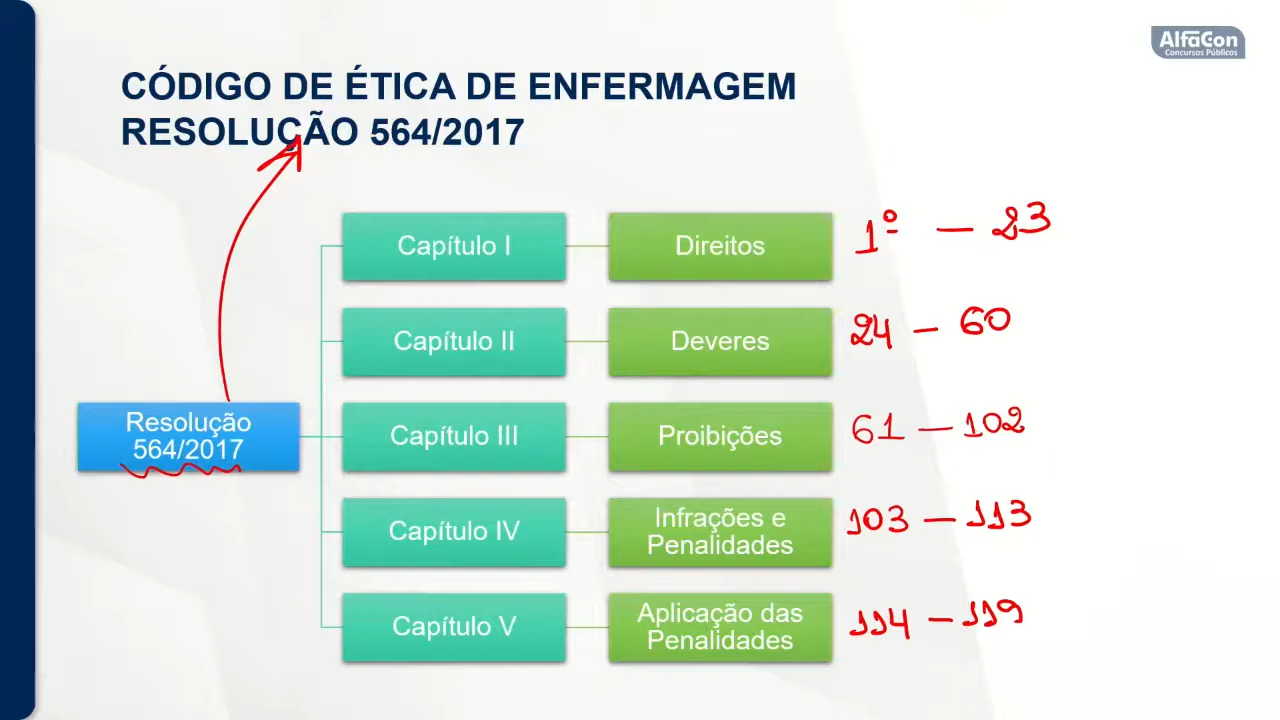 AlfaCon
Concursos Públicos
CÓDIGO DE ÉTICA DE ENFERMAGEM
RESOLUÇÃO 564/2017
Capítulo I
Direitos
1º — 23
Capítulo II
Deveres
24 — 60
Resolução
564/2017
Capítulo III
Proibições
61 — 102
Capítulo IV
Infrações e
Penalidades
103 — 113
Capítulo V
Aplicação das
Penalidades
114 — 119